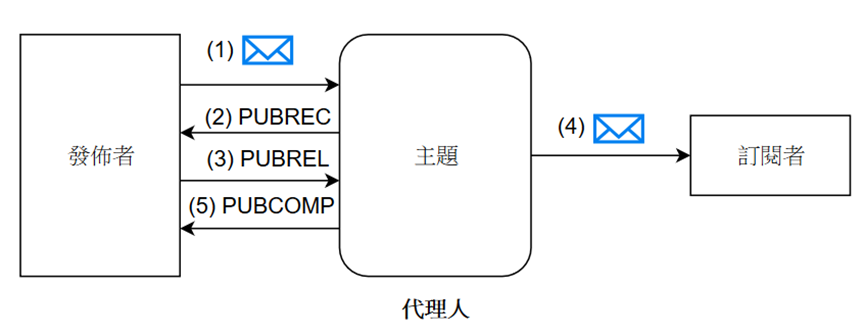 (1)
(2) PUBREC
發佈者
(3) PUBREL
(5) PUBCOMP
主題
(4)
訂閱者
代理人